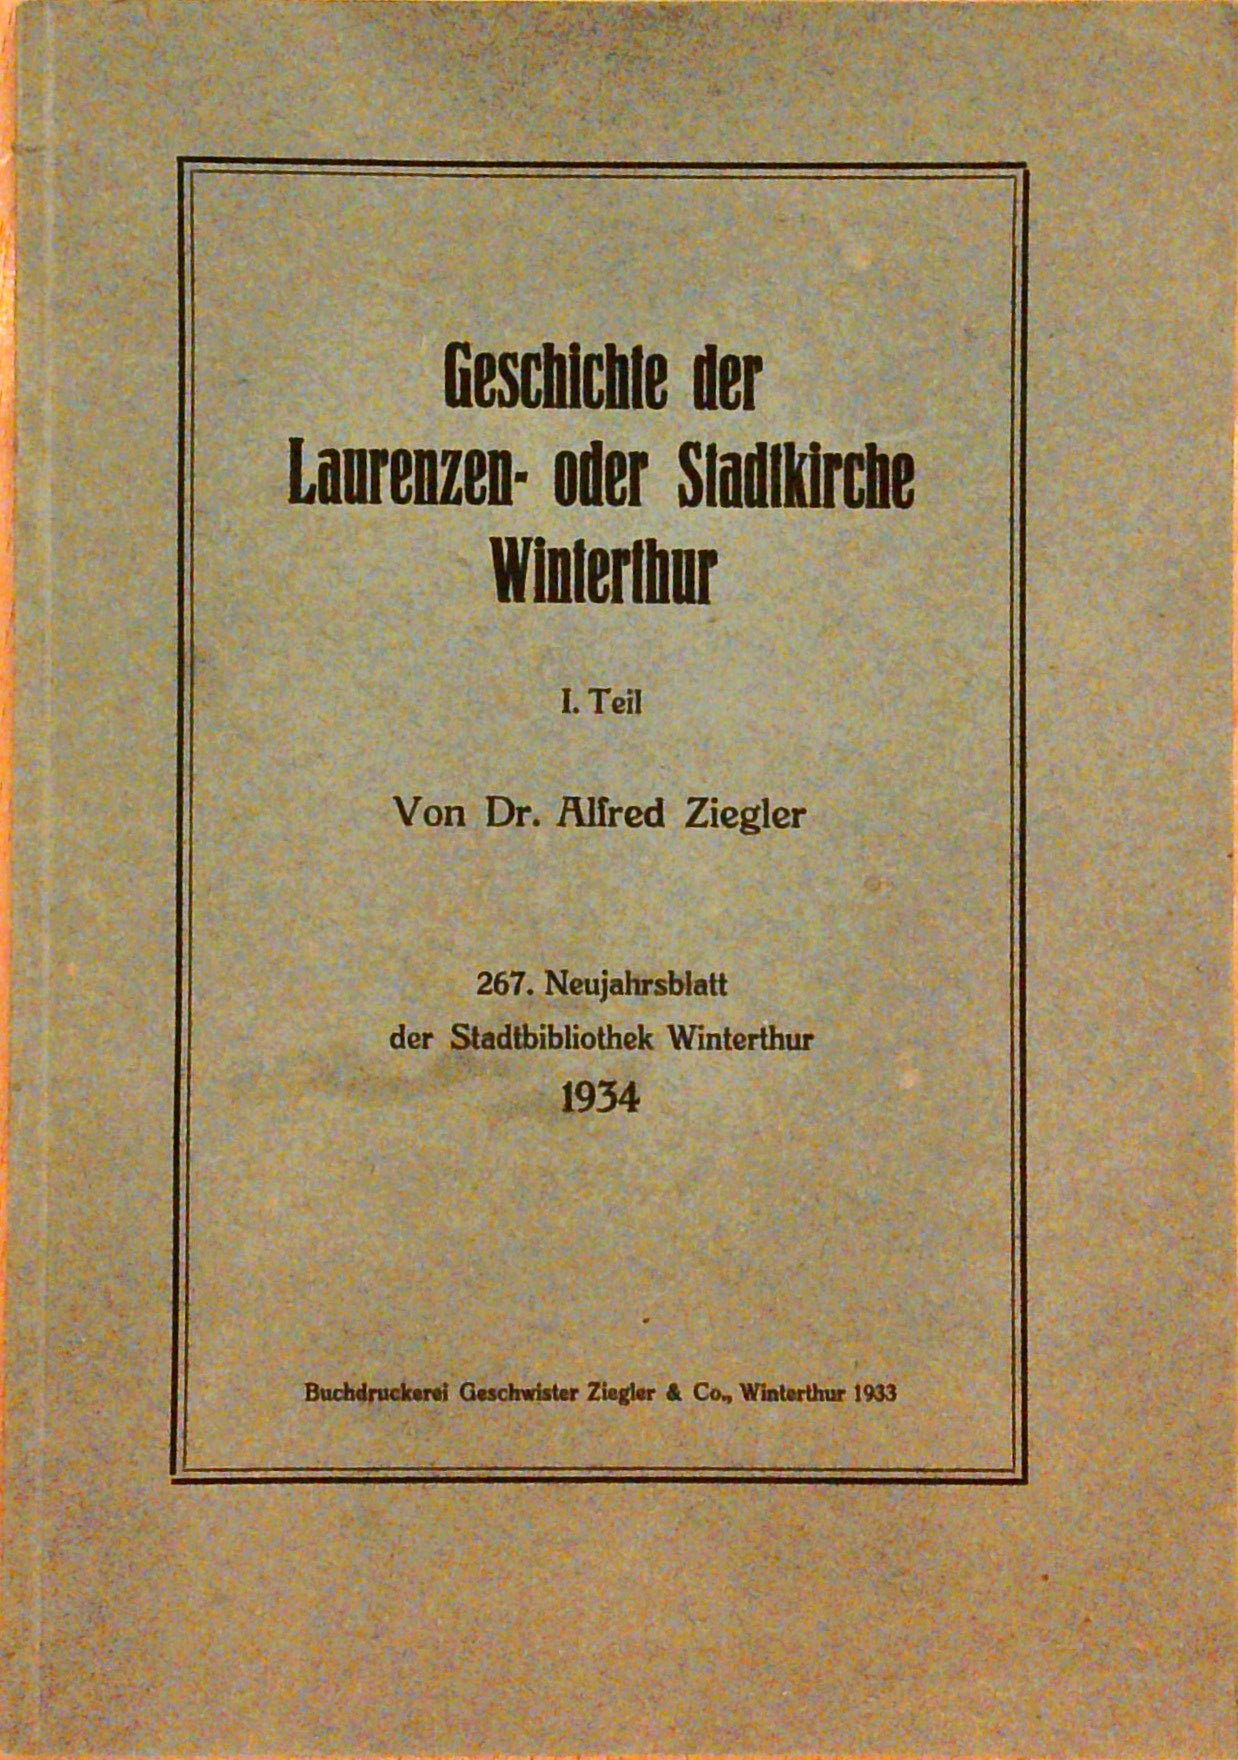 Geschichte der
Laurenzen- oder Stadtkirche
Winterthur
I. Teil
Von Dr. Alfred Ziegler
267. Neujahrsblatt
der Stadtbibliothek Winterthur
1934
Buchdruckerei Geschwister Ziegler & Co., Winterthur 1933